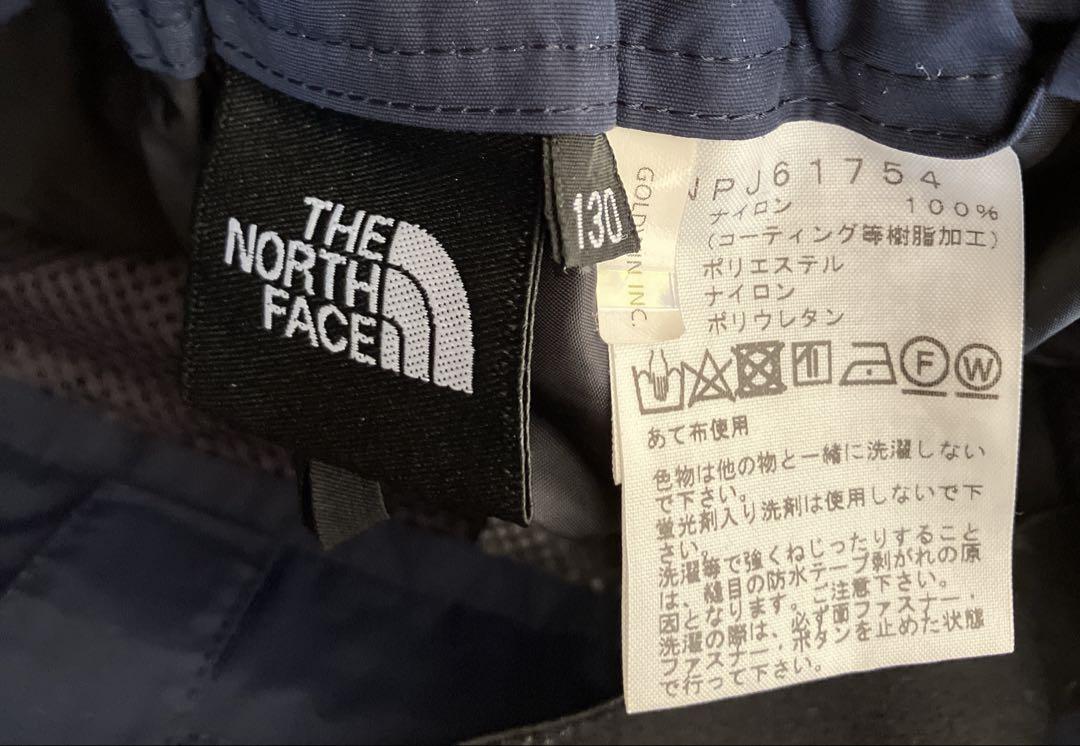 THE
NORTH
FACE
130
GOLDWIN INC.
NPJ61754
ナイロン 100%
(コーティング等樹脂加工)
ポリエステル
ナイロン
ポリウレタン
F W
あて布使用
色物は他の物と一緒に洗濯しない
で下さい。
蛍光剤入り洗剤は使用しないで下
さい。
洗濯等で強くねじったりすること
は、縫目の防水テープ剥がれの原
因となります。ご注意下さい。
洗濯の際は、必ず面ファスナー・
ファスナー・ボタンを止めた状態
で行って下さい。